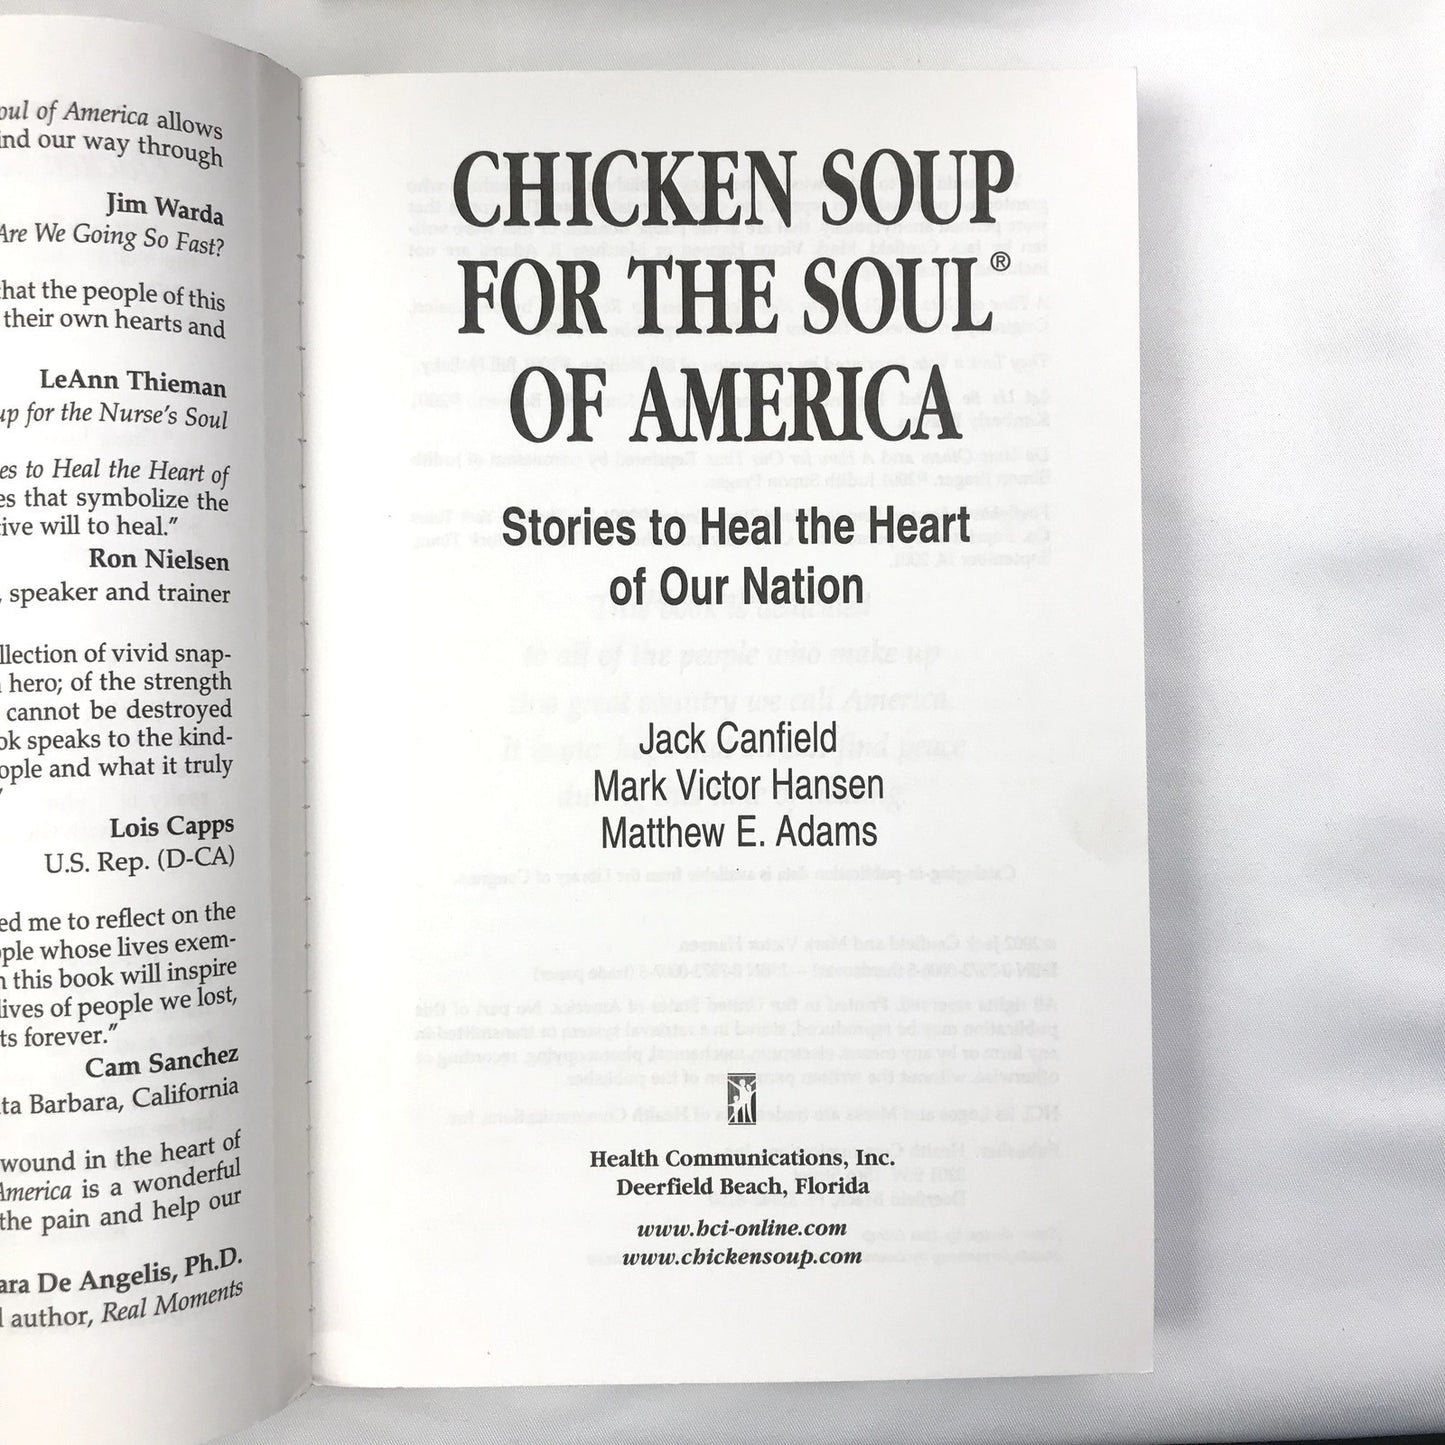 oul of America allows
ind our way through
Jim Warda
Are We Going So Fast?
that the people of this
their own hearts and
LeAnn Thieman
up for the Nurse's Soul
es to Heal the Heart of
es that symbolize the
tive will to heal."
Ron Nielsen
, speaker and trainer
llection of vivid snap-
hero; of the strength
cannot be destroyed
ok speaks to the kind-
ople and what it truly
"
Lois Capps
U.S. Rep. (D-CA)
ed me to reflect on the
ople whose lives exem-
this book will inspire
lives of people we lost,
ts forever."
Cam Sanchez
ta Barbara, California
wound in the heart of
America is a wonderful
the pain and help our
ara De Angelis, Ph.D.
author, Real Moments
CHICKEN SOUP
FOR THE SOUL®
OF AMERICA
Stories to Heal the Heart
of Our Nation
Jack Canfield
Mark Victor Hansen
Matthew E. Adams
Health Communications, Inc.
Deerfield Beach, Florida
www.hci-online.com
www.chickensoup.com